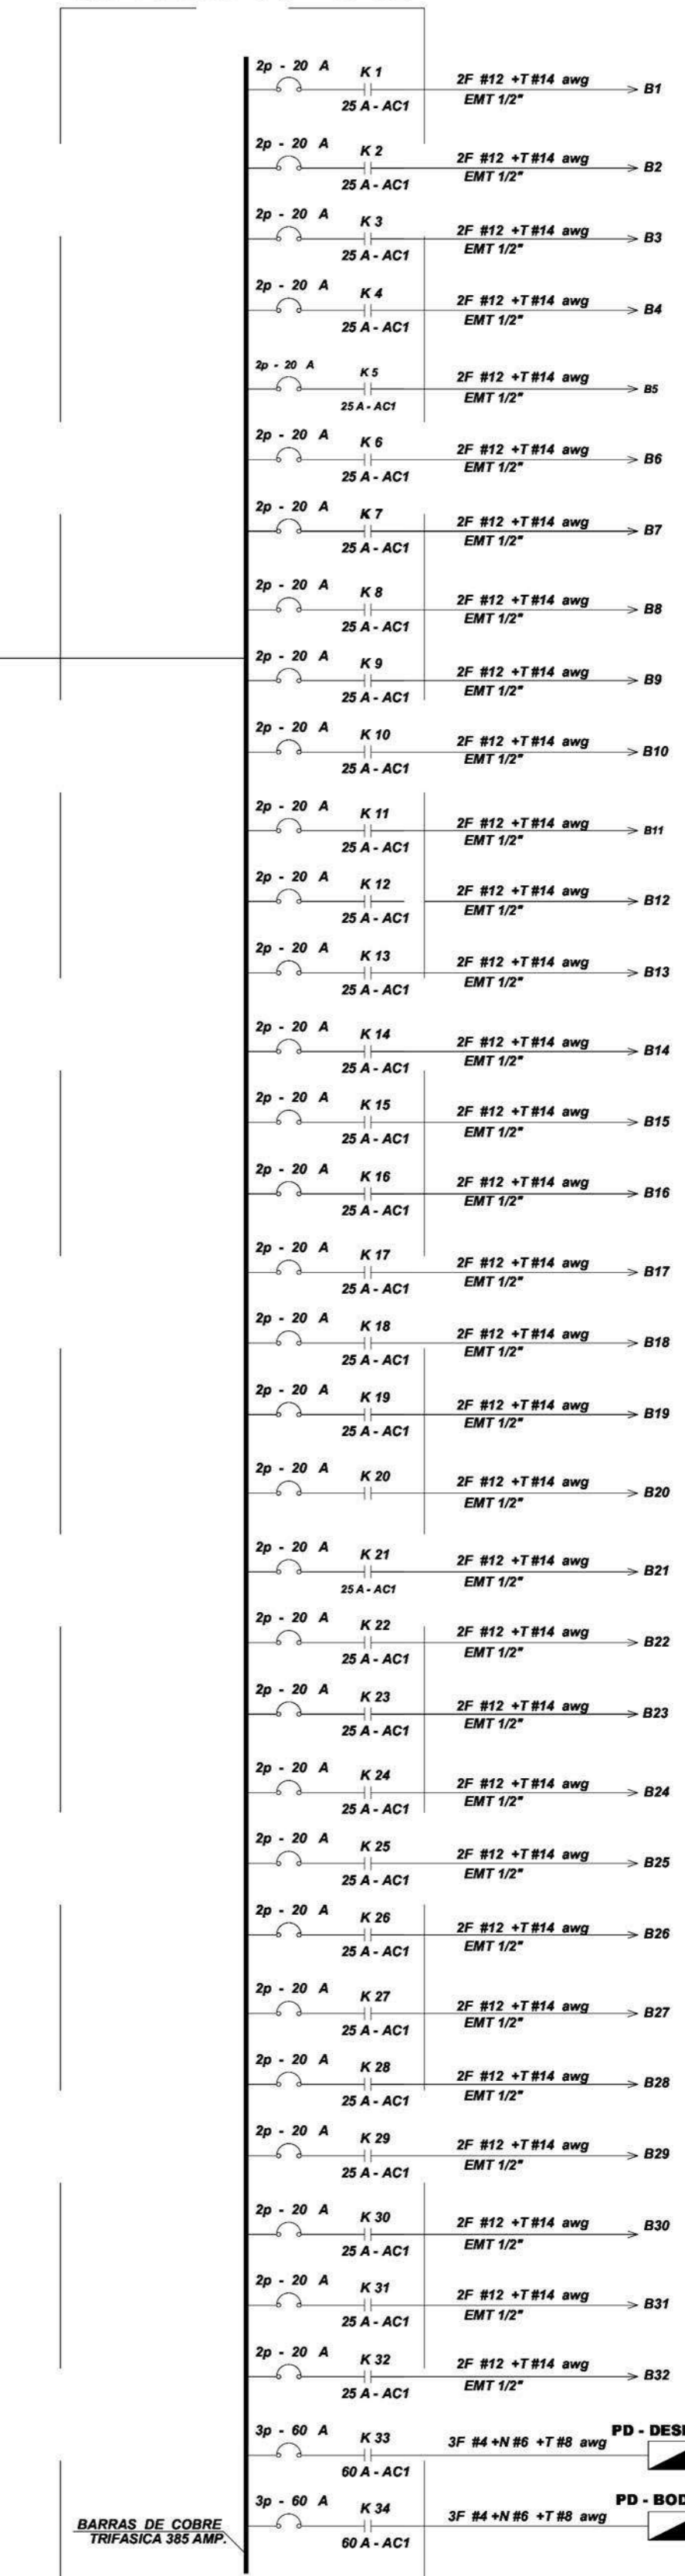 2p - 20 A K 1 2F #12 +T #14 awg B1
25 A - AC1 EMT 1/2"
2p - 20 A K 2 2F #12 +T #14 awg B2
25 A - AC1 EMT 1/2"
2p - 20 A K 3 2F #12 +T #14 awg B3
25 A - AC1 EMT 1/2"
2p - 20 A K 4 2F #12 +T #14 awg B4
25 A - AC1 EMT 1/2"
2p - 20 A K 5 2F #12 +T #14 awg B5
25 A - AC1 EMT 1/2"
2p - 20 A K 6 2F #12 +T #14 awg B6
25 A - AC1 EMT 1/2"
2p - 20 A K 7 2F #12 +T #14 awg B7
25 A - AC1 EMT 1/2"
2p - 20 A K 8 2F #12 +T #14 awg B8
25 A - AC1 EMT 1/2"
2p - 20 A K 9 2F #12 +T #14 awg B9
25 A - AC1 EMT 1/2"
2p - 20 A K 10 2F #12 +T #14 awg B10
25 A - AC1 EMT 1/2"
2p - 20 A K 11 2F #12 +T #14 awg B11
25 A - AC1 EMT 1/2"
2p - 20 A K 12 2F #12 +T #14 awg B12
25 A - AC1 EMT 1/2"
2p - 20 A K 13 2F #12 +T #14 awg B13
25 A - AC1 EMT 1/2"
2p - 20 A K 14 2F #12 +T #14 awg B14
25 A - AC1 EMT 1/2"
2p - 20 A K 15 2F #12 +T #14 awg B15
25 A - AC1 EMT 1/2"
2p - 20 A K 16 2F #12 +T #14 awg B16
25 A - AC1 EMT 1/2"
2p - 20 A K 17 2F #12 +T #14 awg B17
25 A - AC1 EMT 1/2"
2p - 20 A K 18 2F #12 +T #14 awg B18
25 A - AC1 EMT 1/2"
2p - 20 A K 19 2F #12 +T #14 awg B19
25 A - AC1 EMT 1/2"
2p - 20 A K 20 2F #12 +T #14 awg B20
EMT 1/2"
2p - 20 A K 21 2F #12 +T #14 awg B21
25 A - AC1 EMT 1/2"
2p - 20 A K 22 2F #12 +T #14 awg B22
25 A - AC1 EMT 1/2"
2p - 20 A K 23 2F #12 +T #14 awg B23
25 A - AC1 EMT 1/2"
2p - 20 A K 24 2F #12 +T #14 awg B24
25 A - AC1 EMT 1/2"
2p - 20 A K 25 2F #12 +T #14 awg B25
25 A - AC1 EMT 1/2"
2p - 20 A K 26 2F #12 +T #14 awg B26
25 A - AC1 EMT 1/2"
2p - 20 A K 27 2F #12 +T #14 awg B27
25 A - AC1 EMT 1/2"
2p - 20 A K 28 2F #12 +T #14 awg B28
25 A - AC1 EMT 1/2"
2p - 20 A K 29 2F #12 +T #14 awg B29
25 A - AC1 EMT 1/2"
2p - 20 A K 30 2F #12 +T #14 awg B30
25 A - AC1 EMT 1/2"
2p - 20 A K 31 2F #12 +T #14 awg B31
25 A - AC1 EMT 1/2"
2p - 20 A K 32 2F #12 +T #14 awg B32
25 A - AC1 EMT 1/2"
3p - 60 A K 33 3F #4 +N #6 +T #8 awg PD - DES
60 A - AC1
3p - 60 A K 34 3F #4 +N #6 +T #8 awg PD - BOD
60 A - AC1
BARRAS DE COBRE
TRIFASICA 385 AMP.